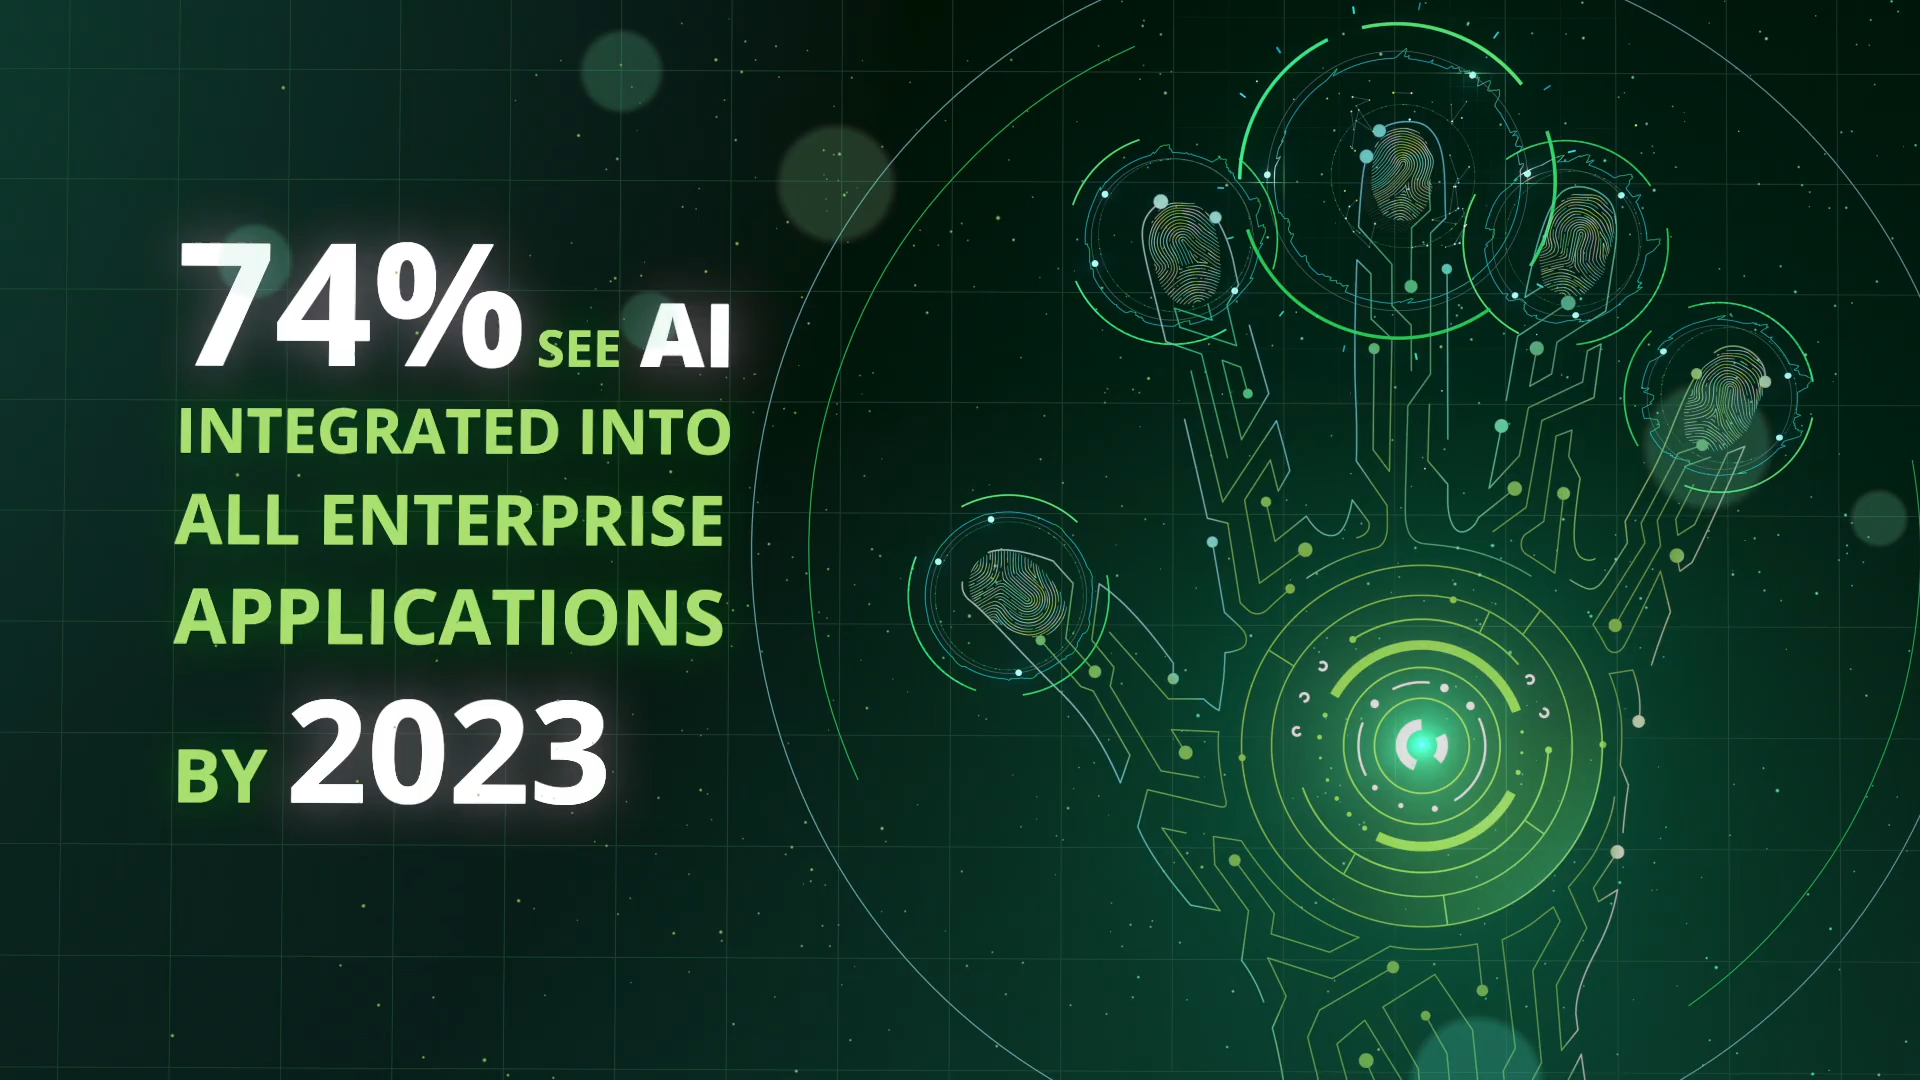 74% SEE AI
INTEGRATED INTO
ALL ENTERPRISE
APPLICATIONS
BY 2023